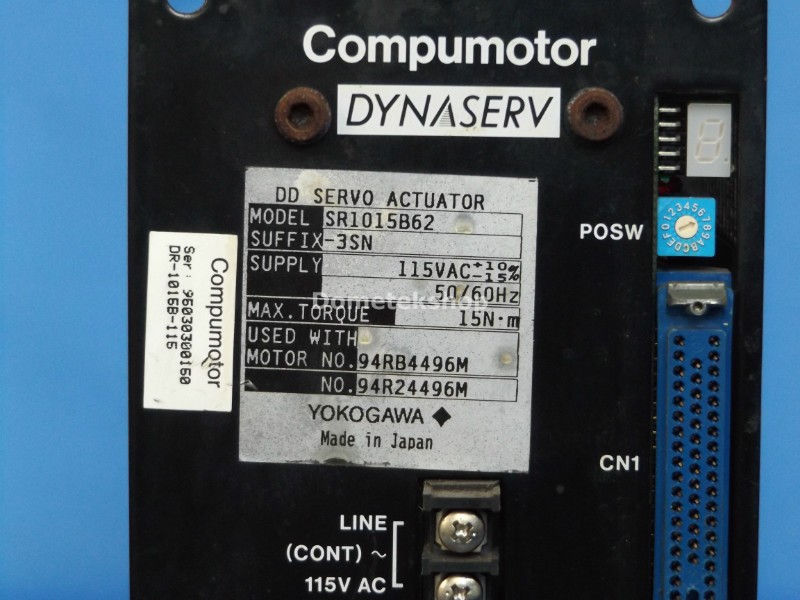 Compumotor
DYNASERV
DD SERVO ACTUATOR
MODEL SR1015B62
SUFFIX-3SN
SUPPLY 115VAC+10%
-15%
50/60Hz
MAX.TORQUE 15N·m
USED WITH
MOTOR NO.94RB4496M
NO.94R24496M
YOKOGAWA
Made in Japan
Compumotor
DR-1015B-115
Ser: 95030300150
Dometekshop
POSW
0123456789ABCDEF
CN1
LINE
(CONT) ~
115V AC